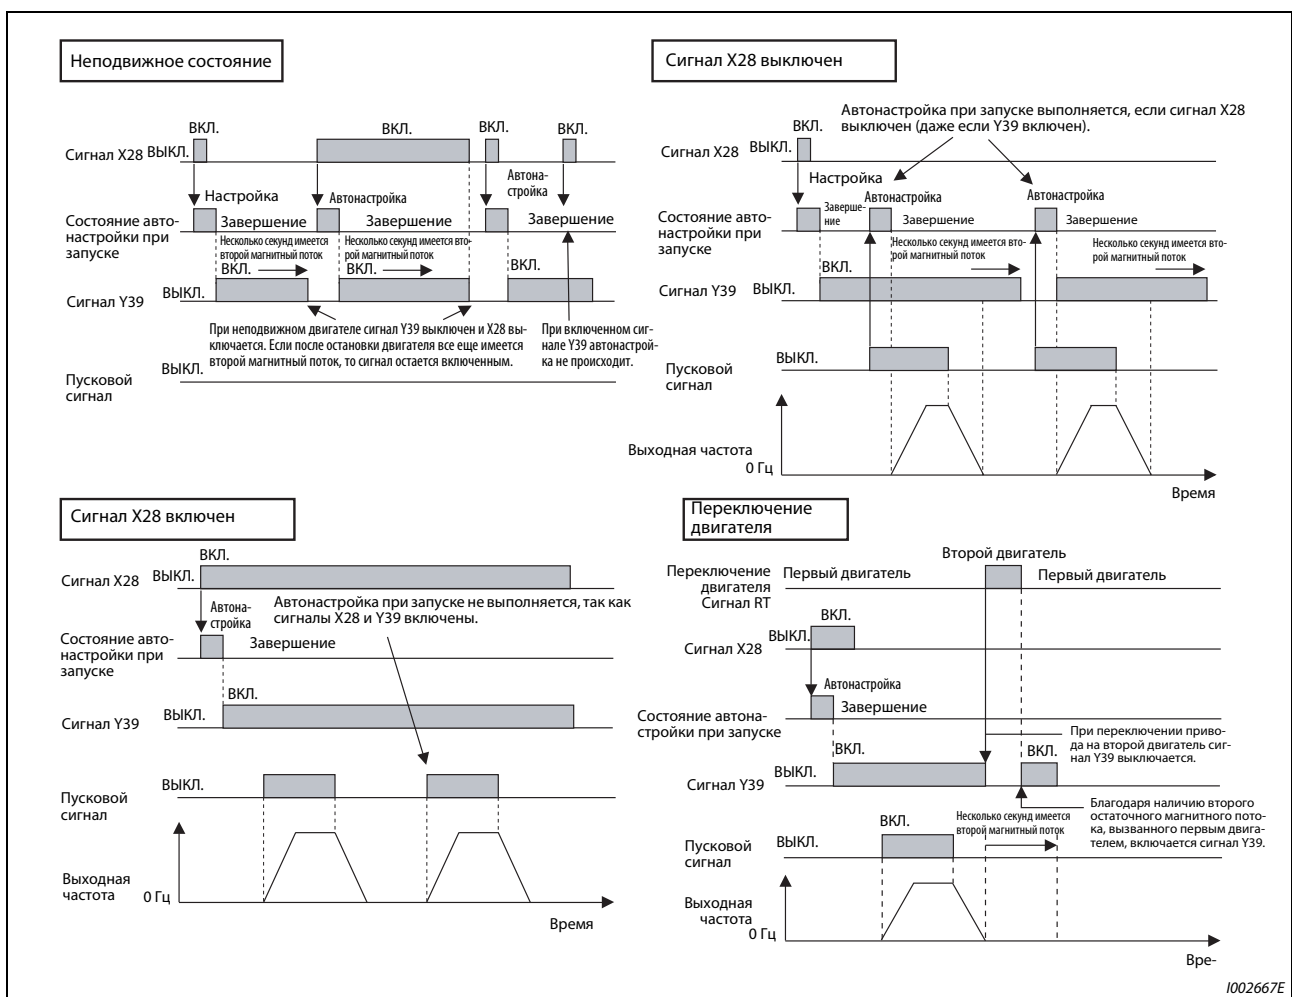 Неподвижное состояние
ВКЛ.
ВКЛ.
ВКЛ.
ВКЛ.
Сигнал X28
ВЫКЛ.
Настройка
Автонастройка
Автона-
стройка
Состояние авто-
настройки при
запуске
Завершение
Завершение
Завершение
Несколько секунд имеется
второй магнитный поток
Несколько секунд имеется вто-
рой магнитный поток
ВКЛ.
ВКЛ.
ВКЛ.
Сигнал Y39
ВЫКЛ.
При неподвижном двигателе сигнал Y39 выключен и X28 вы-
ключается. Если после остановки двигателя все еще имеется
второй магнитный поток, то сигнал остается включенным.
При включенном сиг-
нале Y39 автонастрой-
ка не происходит.
Пусковой
сигнал
ВЫКЛ.
Сигнал X28 выключен
Автонастройка при запуске выполняется, если сигнал X28
выключен (даже если Y39 включен).
ВКЛ.
Сигнал X28
ВЫКЛ.
Настройка
Автонастройка
Автонастройка
Состояние авто-
настройки при
запуске
Заверше-
ние
Завершение
Завершение
Несколько секунд имеется вто-
рой магнитный поток
Несколько секунд имеется вто-
рой магнитный поток
Сигнал Y39
ВЫКЛ.
Пусковой
сигнал
ВЫКЛ.
Выходная частота
0 Гц
Время
Сигнал X28 включен
ВКЛ.
Сигнал X28
ВЫКЛ.
Автона-
стройка
Автонастройка при запуске не выполняется, так как
сигналы X28 и Y39 включены.
Состояние авто-
настройки при
запуске
Завершение
ВКЛ.
Сигнал Y39
ВЫКЛ.
Пусковой
сигнал
ВЫКЛ.
Выходная
частота
0 Гц
Время
Переключение
двигателя
Второй двигатель
Переключение
двигателя
Сигнал RT
Первый двигатель
Первый двигатель
ВКЛ.
Сигнал X28
ВЫКЛ.
Автонастройка
Состояние автона-
стройки при запуске
Завершение
При переключении приво-
да на второй двигатель сиг-
нал Y39 выключается.
ВКЛ.
ВКЛ.
Сигнал Y39
ВЫКЛ.
Благодаря наличию второго
остаточного магнитного пото-
ка, вызванного первым двига-
телем, включается сигнал Y39.
Несколько секунд имеется
второй магнитный поток
ВКЛ.
Пусковой
сигнал
ВЫКЛ.
Выходная
частота
0 Гц
Вре-
I002667E